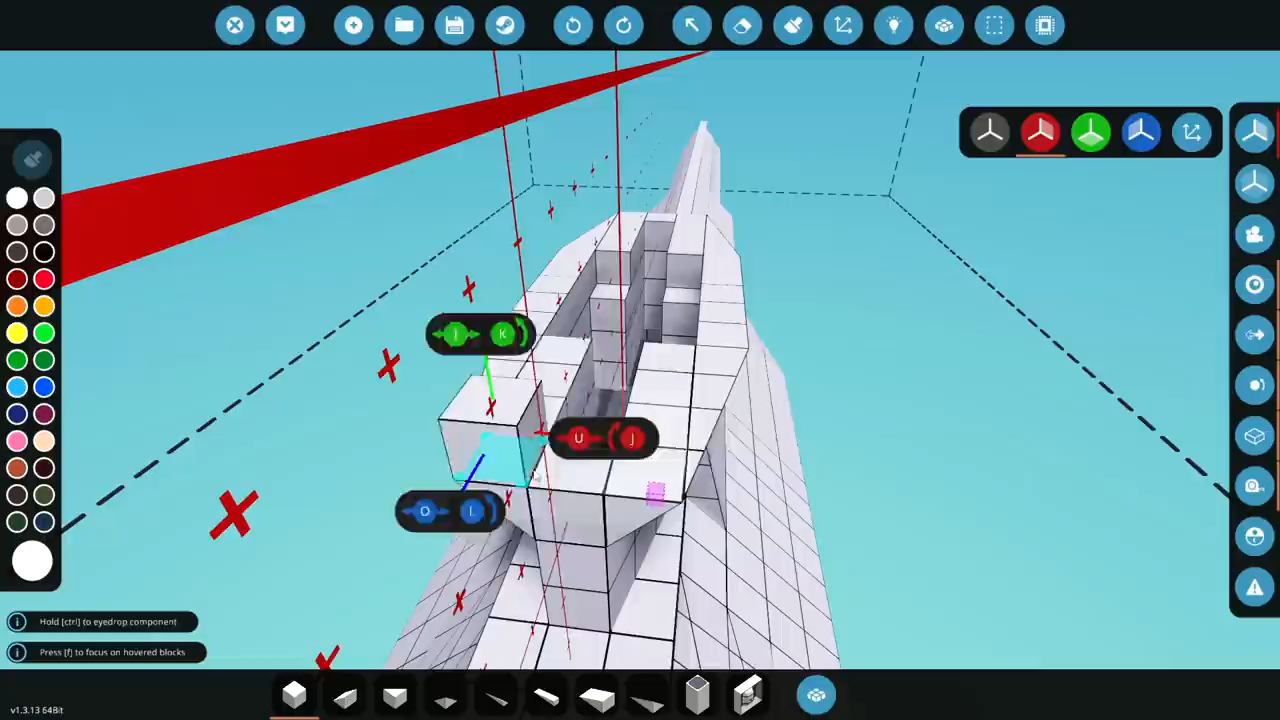 K
U
J
O
Hold [ctrl] to eyedrop component
Press [f] to focus on hovered blocks
v1.3.13 64Bit